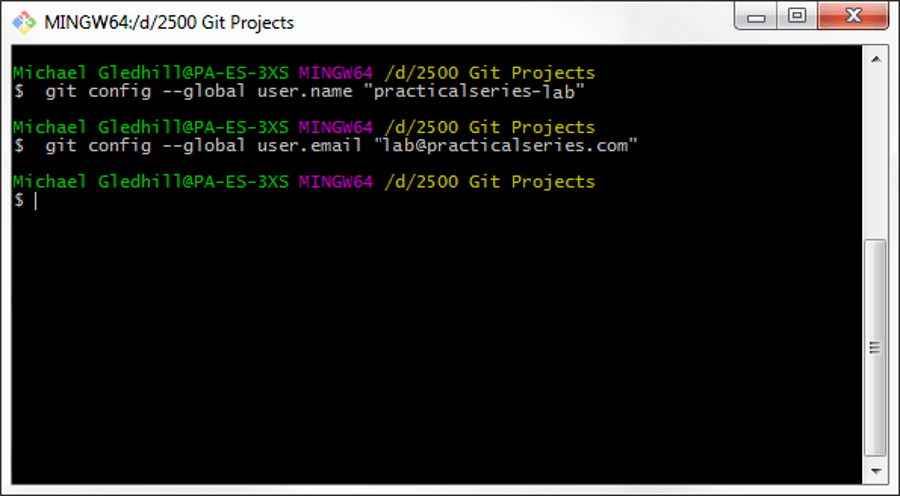 MINGW64:/d/2500 Git Projects
Michael Gledhill@PA-ES-3XS MINGW64 /d/2500 Git Projects
$  git config --global user.name "practicalseries-lab"
Michael Gledhill@PA-ES-3XS MINGW64 /d/2500 Git Projects
$  git config --global user.email "lab@practicalseries.com"
Michael Gledhill@PA-ES-3XS MINGW64 /d/2500 Git Projects
$